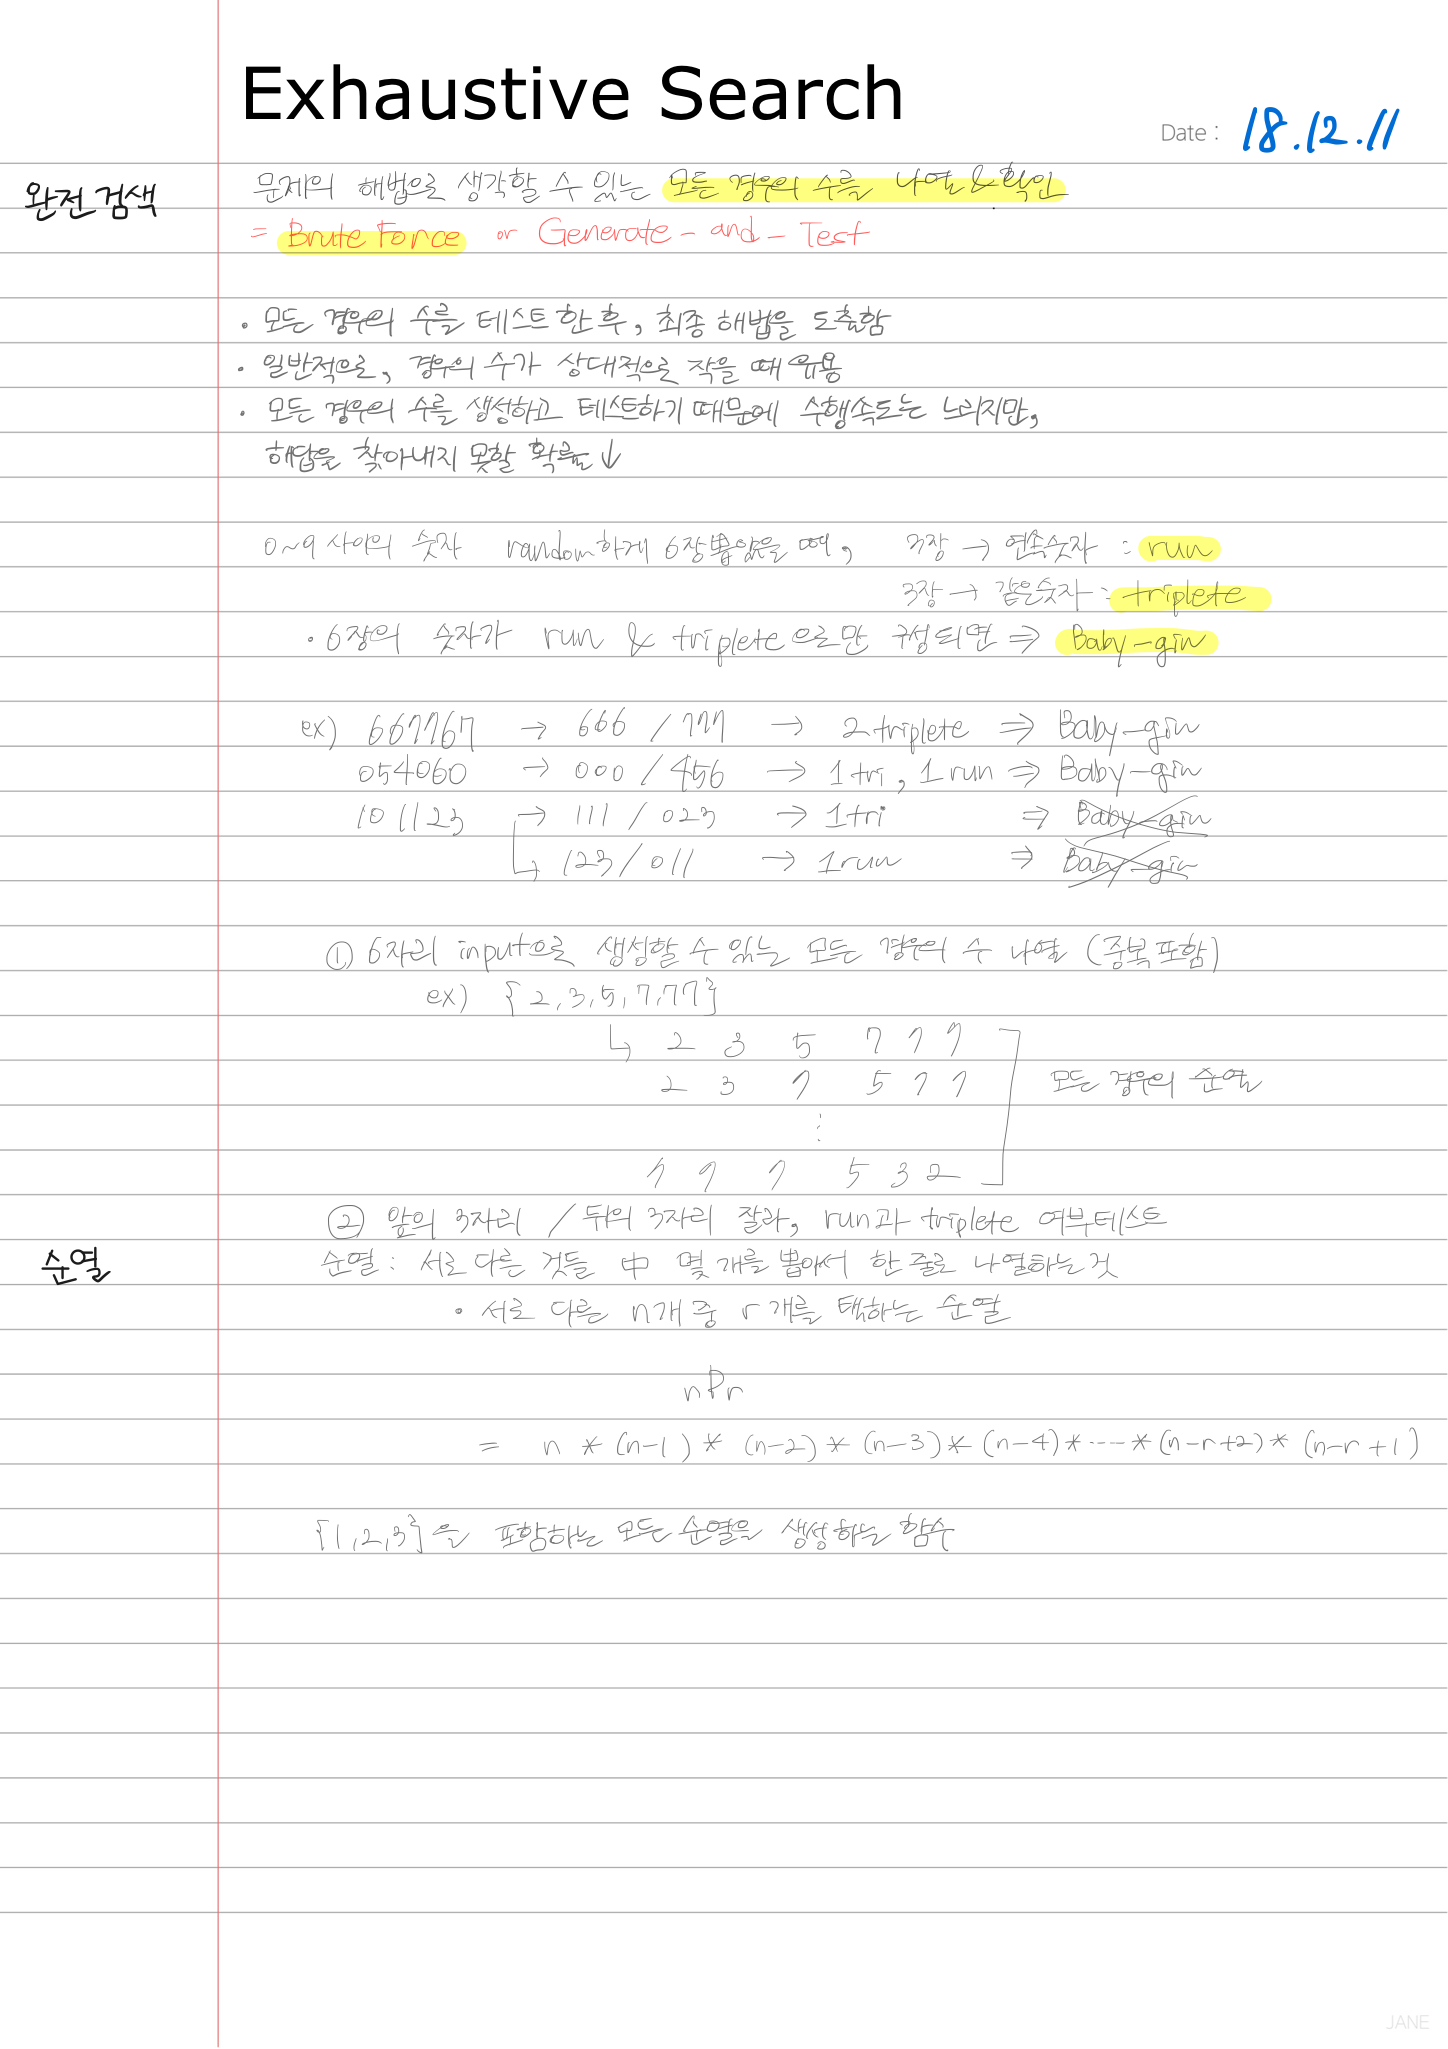 Exhaustive Search
Date : 18.12.11
완전 검색
문제의 해법으로 생각할 수 있는 모든 경우의 수를 나열 & 확인
= Brute Force or Generate-and-Test
· 모든 경우의 수를 테스트 한 후, 최종 해법을 도출함
· 일반적으로, 경우의 수가 상대적으로 작을 때 유용
· 모든 경우의 수를 생성하고 테스트하기 때문에 수행속도는 느리지만,
해답을 찾아내지 못할 확률 ↓
0~9 사이의 숫자 random하게 6장 뽑았을 때, 3장 → 연속숫자 : run
3장 → 같은숫자 : triplete
· 6장의 숫자가 run & triplete으로만 구성되면 ⇒ Baby-gin
ex) 667767 → 666 / 777 → 2 triplete ⇒ Baby-gin
054060 → 000 / 456 → 1 tri, 1 run ⇒ Baby-gin
101123 → 111 / 023 → 1 tri ⇒ Baby-gin
↳ 123 / 011 → 1 run ⇒ Baby-gin
① 6자리 input으로 생성할 수 있는 모든 경우의 수 나열 (중복 포함)
ex) {2,3,5,7,77}
↳ 2 3 5 7 7 7
2 3 7 5 7 7 모든 경우의 순열
⋮
7 7 7 5 3 2
② 앞의 3자리 / 뒤의 3자리 잘라, run과 triplete 여부테스트
순열
순열 : 서로 다른 것들 中 몇 개를 뽑아서 한 줄로 나열하는 것
· 서로 다른 n개 중 r개를 택하는 순열
nPr
= n * (n-1) * (n-2) * (n-3) * (n-4) * ---- * (n-r+2) * (n-r+1)
{1,2,3}을 포함하는 모든 순열을 생성하는 함수
JANE